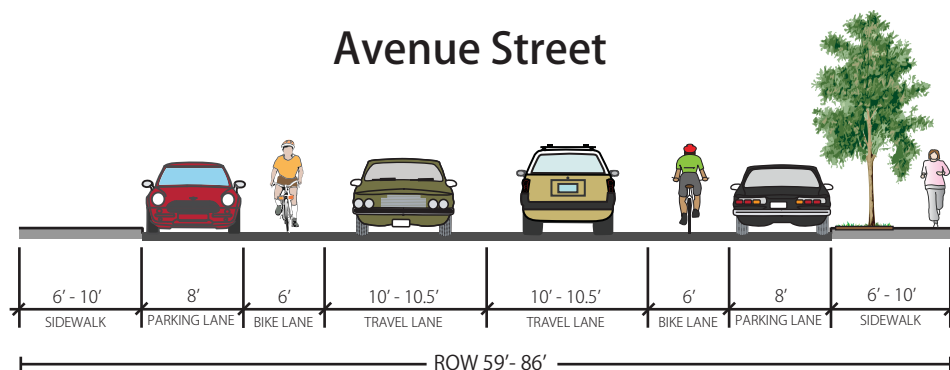 Avenue Street
6’ - 10’ 8’ 6’ 10’ - 10.5’ 10’ - 10.5’ 6’ 8’ 6’ - 10’
SIDEWALK PARKING LANE BIKE LANE TRAVEL LANE TRAVEL LANE BIKE LANE PARKING LANE SIDEWALK
ROW 59’- 86’